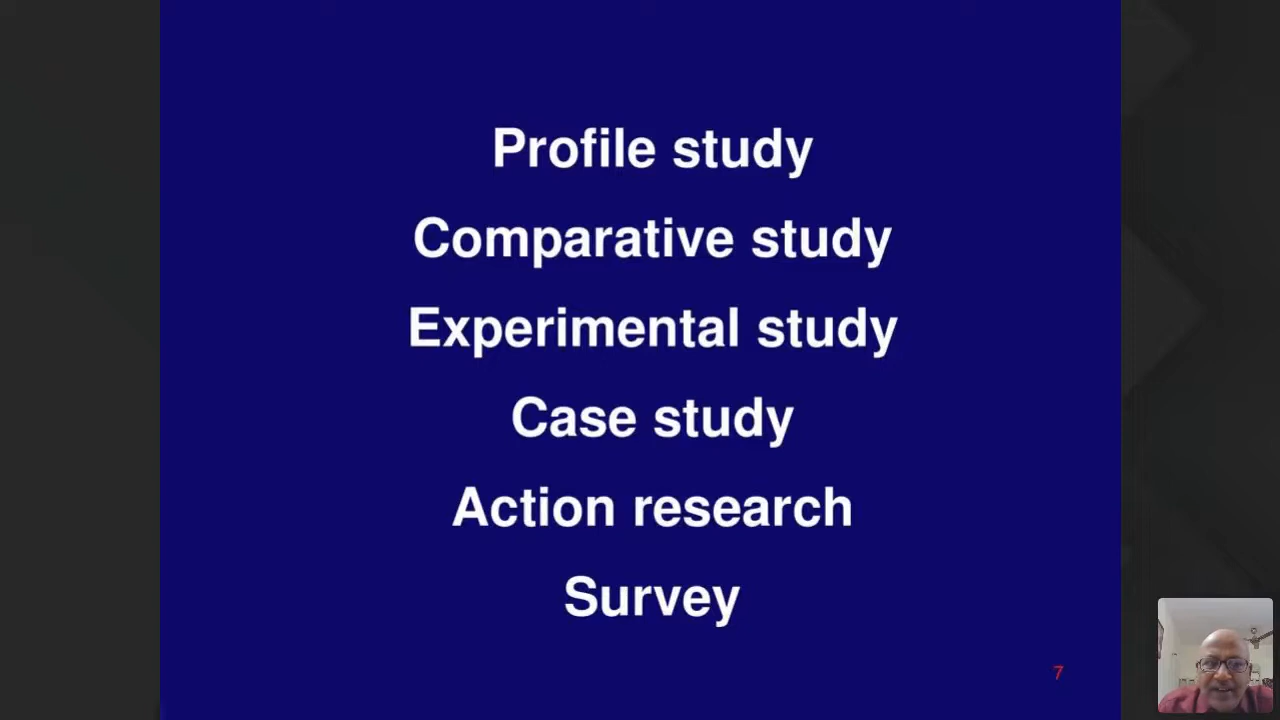 Profile study
Comparative study
Experimental study
Case study
Action research
Survey
7